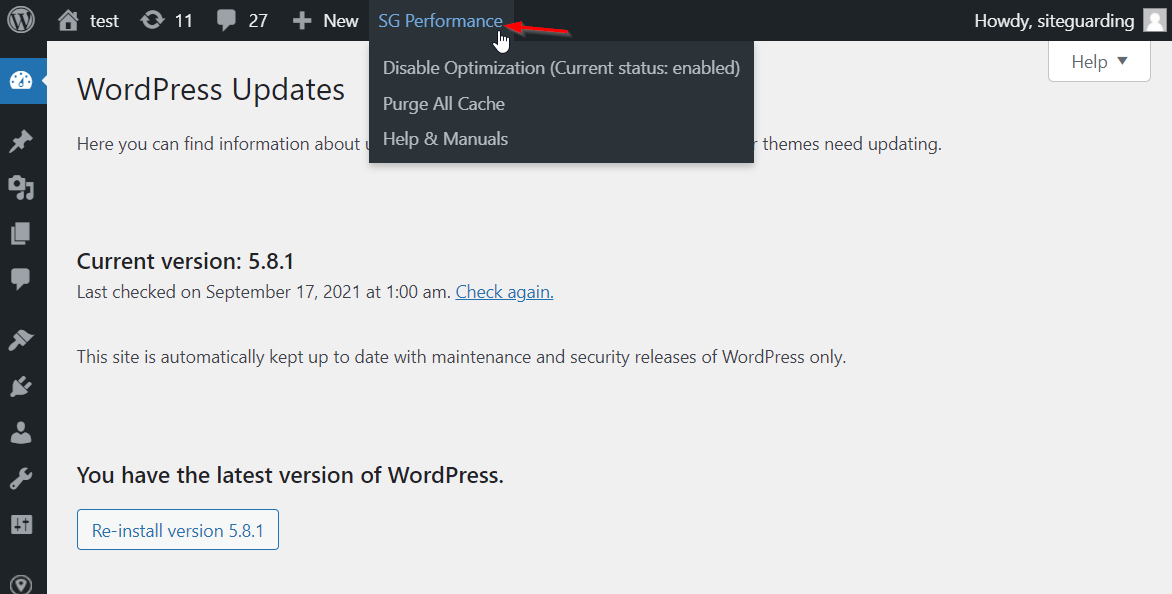 test 11 27 New SG Performance Howdy, siteguarding
Disable Optimization (Current status: enabled)
Help
WordPress Updates
Purge All Cache
Help & Manuals
Here you can find information about themes need updating.
Current version: 5.8.1
Last checked on September 17, 2021 at 1:00 am. Check again.
This site is automatically kept up to date with maintenance and security releases of WordPress only.
You have the latest version of WordPress.
Re-install version 5.8.1